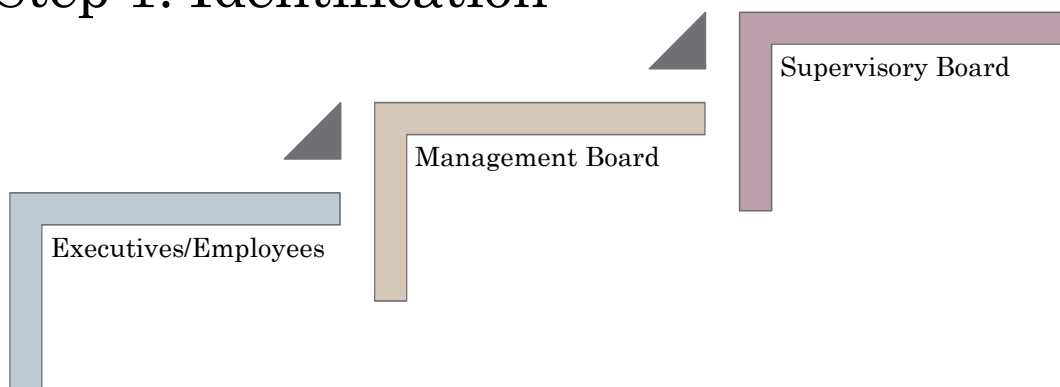 Step 1: Identification
Supervisory Board
Management Board
Executives/Employees